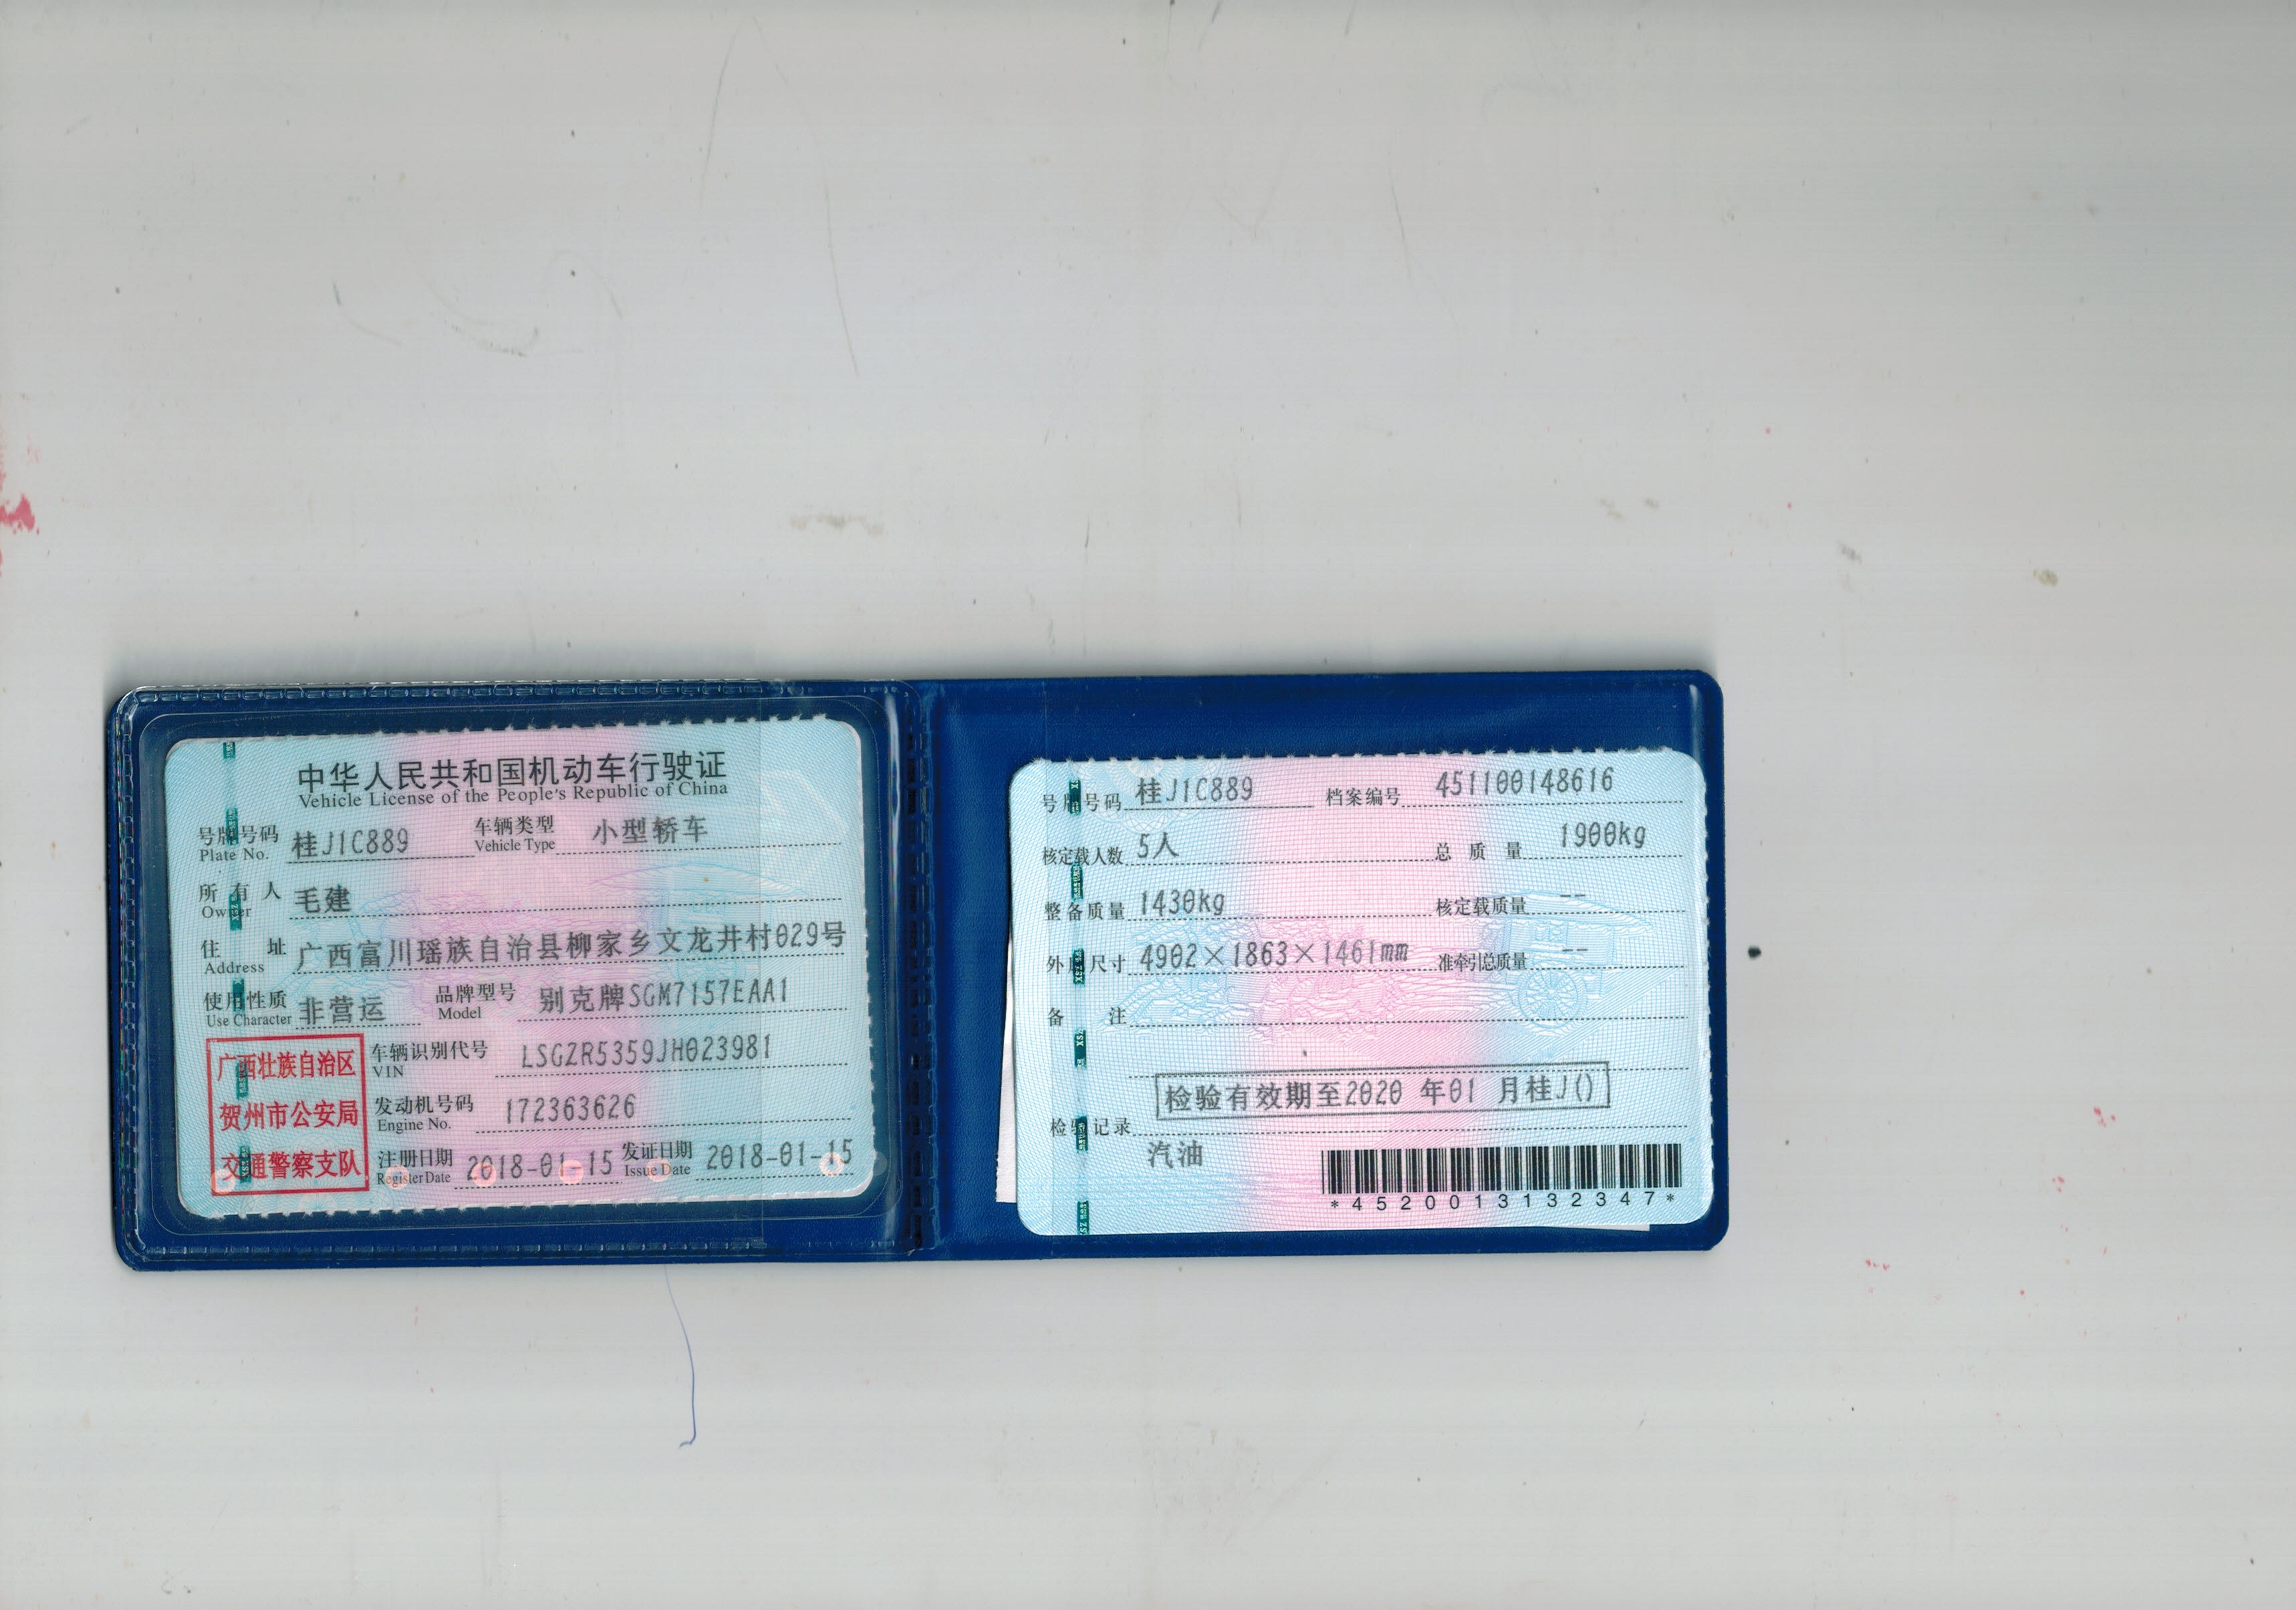 中华人民共和国机动车行驶证
Vehicle License of the People's Republic of China
号牌号码 桂J1C889 车辆类型 小型轿车
Plate No. Vehicle Type
所有人 毛建
Owner
住址 广西富川瑶族自治县柳家乡文龙井村029号
Address
使用性质 非营运 品牌型号 别克牌SGM7157EAA1
Use Character Model
广西壮族自治区
贺州市公安局
交通警察支队
车辆识别代号 LSGZR5359JH023981
VIN
发动机号码 172363626
Engine No.
注册日期 2018-01-15 发证日期 2018-01-15
Register Date Issue Date
号牌号码 桂J1C889 档案编号 451100148616
核定载人数 5人 总质量 1900kg
整备质量 1430kg 核定载质量 --
外廓尺寸 4902×1863×1461mm 准牵引总质量 --
备注
检验有效期至2020 年01 月桂J()
检验记录
汽油
*4520013132347*